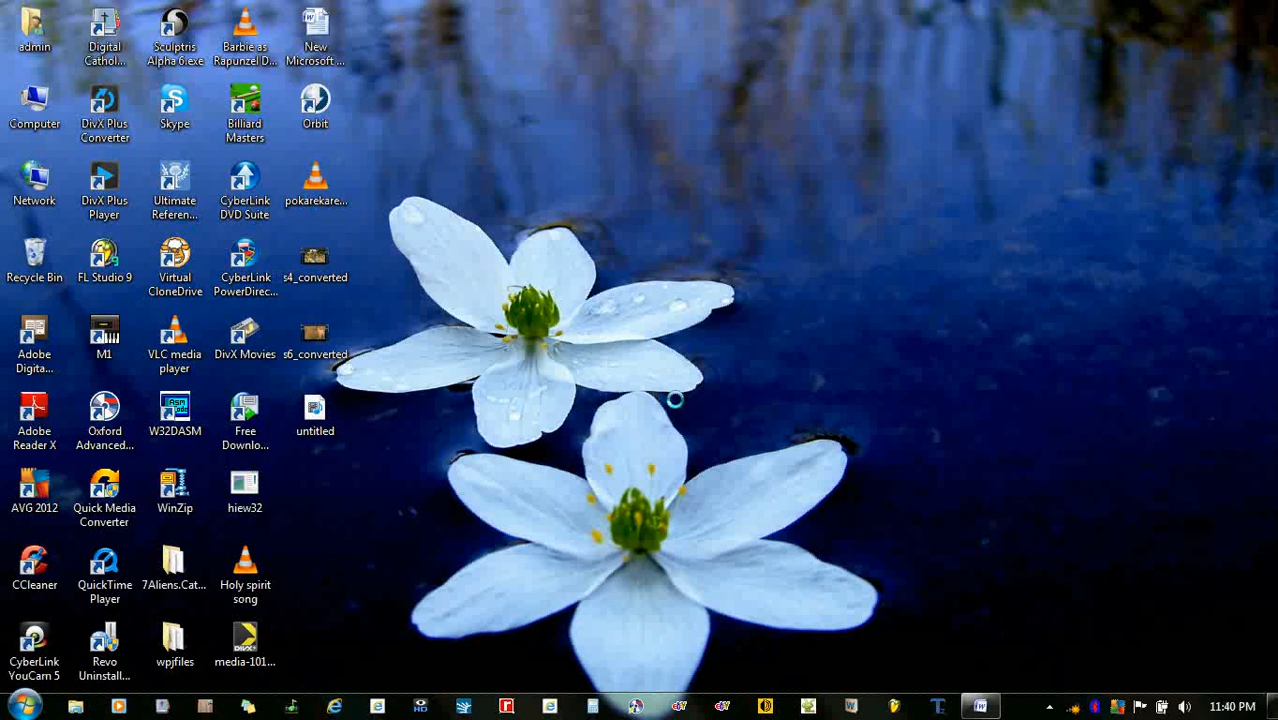 admin
Digital
Cathol...
Sculptris
Alpha 6.exe
Barbie as
Rapunzel D...
New
Microsoft ...
Computer
DivX Plus
Converter
Skype
Billiard
Masters
Orbit
Network
DivX Plus
Player
Ultimate
Referen...
CyberLink
DVD Suite
pokarekare...
Recycle Bin
FL Studio 9
Virtual
CloneDrive
CyberLink
PowerDirec...
s4_converted
Adobe
Digita...
M1
VLC media
player
DivX Movies
s6_converted
Adobe
Reader X
Oxford
Advanced...
W32DASM
Free
Downlo...
untitled
AVG 2012
Quick Media
Converter
WinZip
hiew32
CCleaner
QuickTime
Player
7Aliens.Cat...
Holy spirit
song
CyberLink
YouCam 5
Revo
Uninstall...
wpjfiles
media-101...
11:40 PM